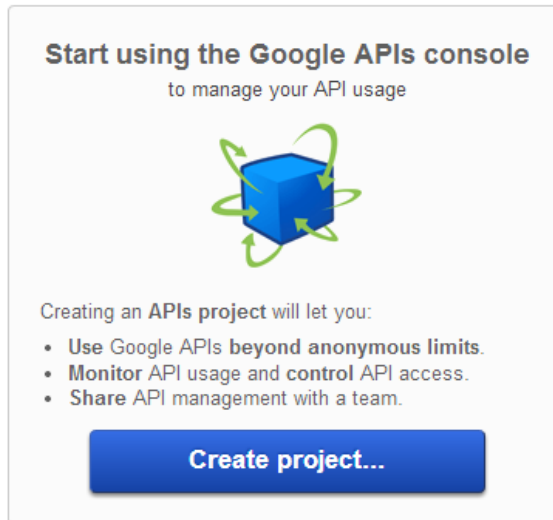 Start using the Google APIs console
to manage your API usage
Creating an APIs project will let you:
• Use Google APIs beyond anonymous limits.
• Monitor API usage and control API access.
• Share API management with a team.
Create project...